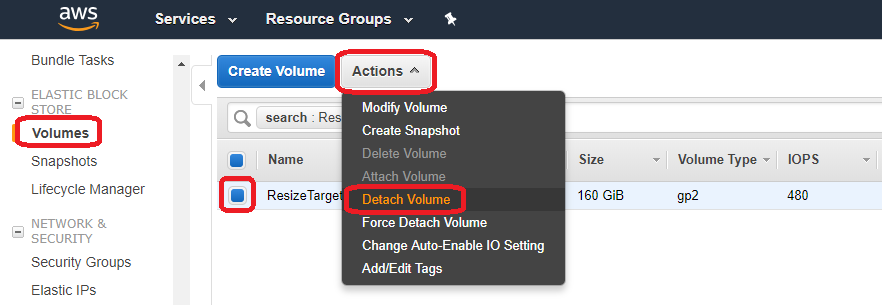 aws
Services
Resource Groups
Bundle Tasks
ELASTIC BLOCK
STORE
Volumes
Snapshots
Lifecycle Manager
NETWORK &
SECURITY
Security Groups
Elastic IPs
Create Volume
Actions
search : Res
Modify Volume
Create Snapshot
Delete Volume
Attach Volume
Detach Volume
Force Detach Volume
Change Auto-Enable IO Setting
Add/Edit Tags
Name
Size
Volume Type
IOPS
ResizeTarget
160 GiB
gp2
480